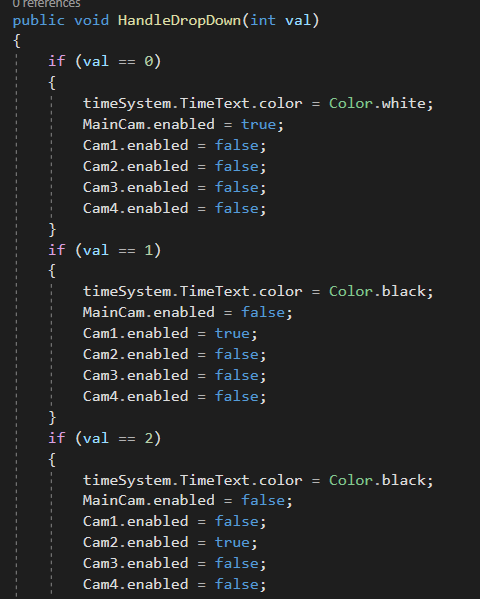 0 references
public void HandleDropDown(int val)
{
if (val == 0)
{
timeSystem.TimeText.color = Color.white;
MainCam.enabled = true;
Cam1.enabled = false;
Cam2.enabled = false;
Cam3.enabled = false;
Cam4.enabled = false;
}
if (val == 1)
{
timeSystem.TimeText.color = Color.black;
MainCam.enabled = false;
Cam1.enabled = true;
Cam2.enabled = false;
Cam3.enabled = false;
Cam4.enabled = false;
}
if (val == 2)
{
timeSystem.TimeText.color = Color.black;
MainCam.enabled = false;
Cam1.enabled = false;
Cam2.enabled = true;
Cam3.enabled = false;
Cam4.enabled = false;